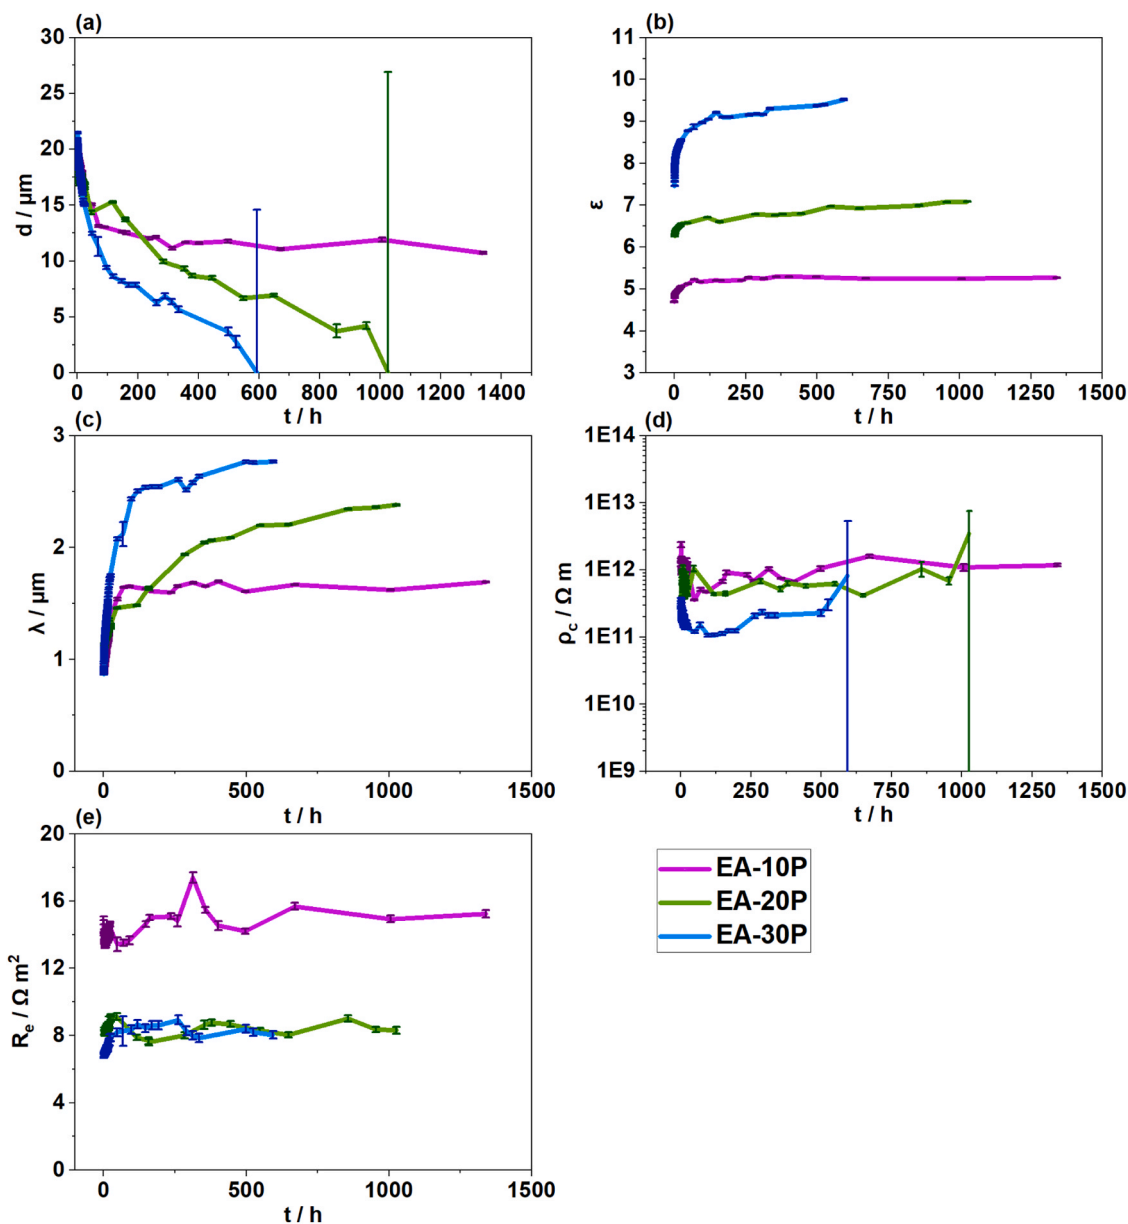 (a)
30
25
20
15
10
5
0
d / µm
0 200 400 600 800 1000 1200 1400
t / h
(b)
11
10
9
8
7
6
5
4
3
ε
0 250 500 750 1000 1250 1500
t / h
(c)
3
2
1
0
λ / µm
0 500 1000 1500
t / h
(d)
1E14
1E13
1E12
1E11
1E10
1E9
ρc / Ω m
0 250 500 750 1000 1250 1500
t / h
(e)
20
16
12
8
4
0
Re / Ω m²
0 500 1000 1500
t / h
EA-10P
EA-20P
EA-30P